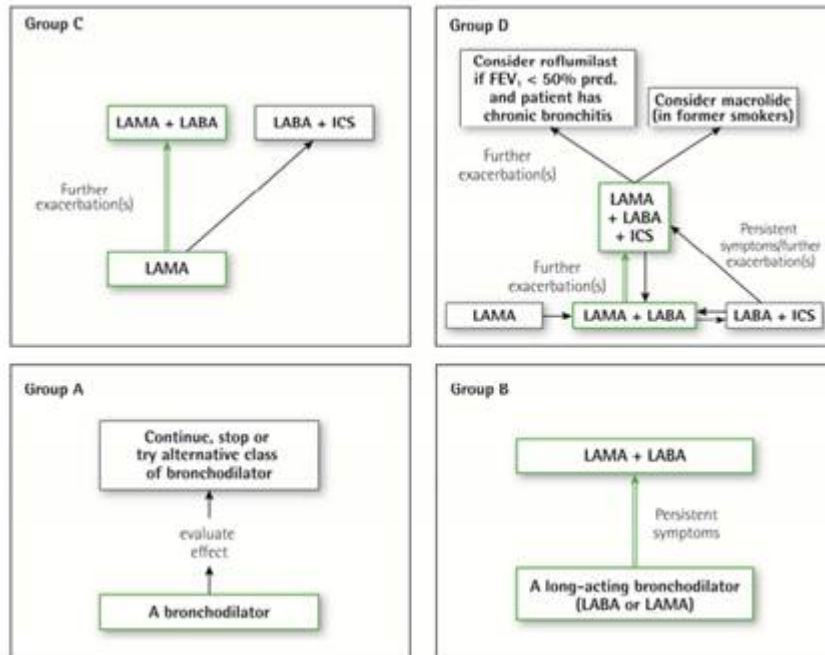 Group C
LAMA + LABA
LABA + ICS
Further
exacerbation(s)
LAMA
Group D
Consider roflumilast
if FEV₁ < 50% pred.
and patient has
chronic bronchitis
Consider macrolide
(in former smokers)
Further
exacerbation(s)
LAMA
+ LABA
+ ICS
Persistent
symptoms/further
exacerbation(s)
Further
exacerbation(s)
LAMA
LAMA + LABA
LABA + ICS
Group A
Continue, stop or
try alternative class
of bronchodilator
evaluate
effect
A bronchodilator
Group B
LAMA + LABA
Persistent
symptoms
A long-acting bronchodilator
(LABA or LAMA)